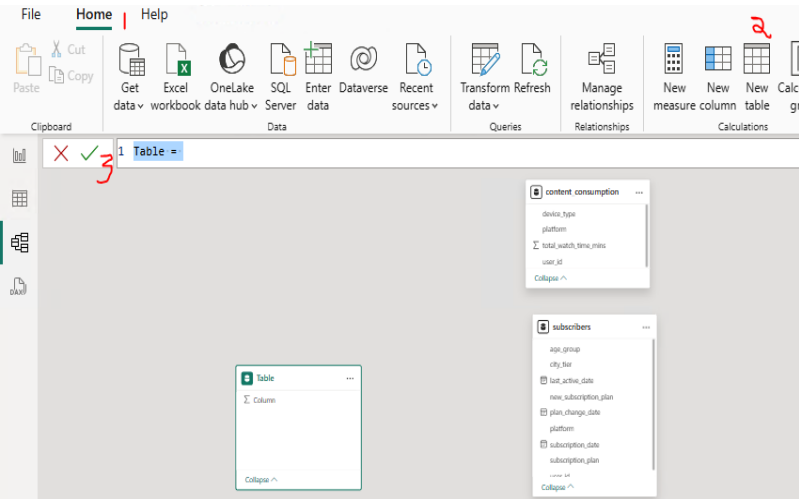 File Home 1 Help
2
Cut
Copy
Paste
Get data
Excel workbook
OneLake data hub
SQL Server
Enter data
Dataverse
Recent sources
Transform data
Refresh
Manage relationships
New measure
New column
New table
Clipboard
Data
Queries
Relationships
Calculations
3
1 Table =
content_consumption
device_type
platform
total_watch_time_mins
user_id
Collapse
subscribers
age_group
city_tier
last_active_date
new_subscription_plan
plan_change_date
platform
subscription_date
subscription_plan
Collapse
Table
Column
Collapse
DAX